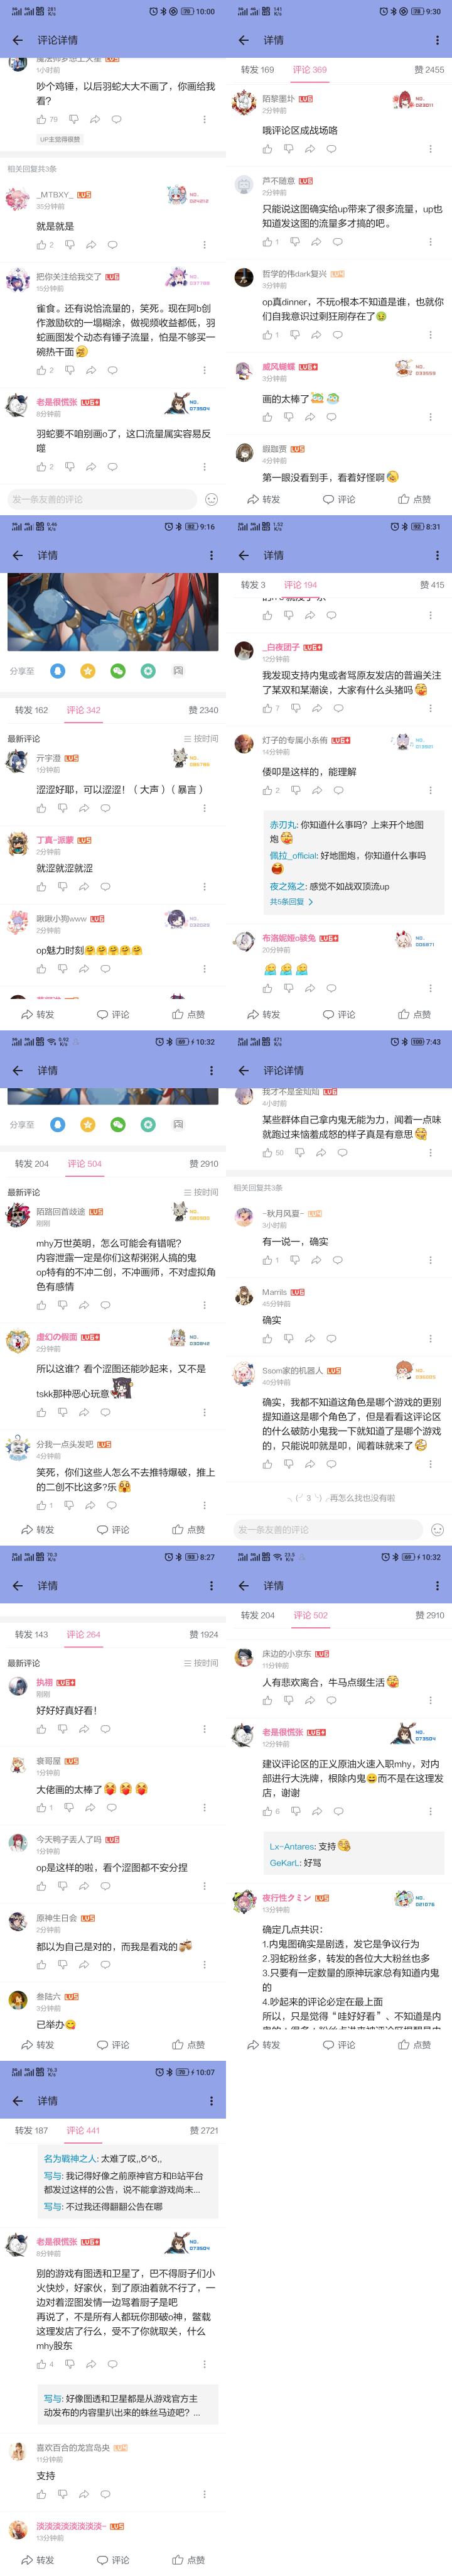 10:00
评论详情
1小时前
吵个鸡锤，以后羽蛇大大不画了，你画给我
看？
79
UP主觉得很赞
相关回复共3条
_MTBXY_
35分钟前
就是就是
2
把你关注给我交了
15分钟前
雀食。还有说恰流量的，笑死。现在阿b创
作激励砍的一塌糊涂，做视频收益都低，羽
蛇画图发个动态有锤子流量，怕是不够买一
碗热干面
2
老是很慌张
8分钟前
NO.
073504
羽蛇要不咱别画o了，这口流量属实容易反
噬
2
发一条友善的评论
9:30
详情
转发 169 评论 369 赞 2455
陌黎墨圤
2分钟前
哦评论区成战场咯
芦不随意
2分钟前
只能说这图确实给up带来了很多流量，up也
知道发这图的流量多才搞的吧。
1
哲学的伟dark复兴
3分钟前
op真dinner，不玩o根本不知道是谁，也就你
们自我意识过剩狂刷存在了
1
威风蝴蝶
3分钟前
画的太棒了
4分钟前
第一眼没看到手，看着好怪啊
转发 评论 点赞
9:16
详情
分享至
转发 162 评论 342 赞 2340
最新评论 按时间
亓宇澄
1分钟前
涩涩好耶，可以涩涩！（大声）（暴言）
丁真-派蒙
2分钟前
就涩涩就涩涩
啾啾小狗www
2分钟前
op魅力时刻
转发 评论 点赞
8:31
详情
转发 3 评论 194 赞 415
_白夜团子
12分钟前
我发现支持内鬼或者骂原友发店的普遍关注
了某双和某潮诶，大家有什么头猪吗
7
灯子的专属小糸侑
14分钟前
倭叩是这样的，能理解
2
赤刃丸: 你知道什么事吗？上来开个地图
炮
佩拉_official: 好地图炮，你知道什么事吗
夜之殇之: 感觉不如战双顶流up
共5条回复
布洛妮娅o骇兔
20分钟前
转发 评论 点赞
10:32
详情
分享至
转发 204 评论 504 赞 2910
最新评论 按时间
陌路回首歧途
刚刚
mhy万世英明，怎么可能会有错呢？
内容泄露一定是你们这帮粥粥人搞的鬼
op特有的不冲二创，不冲画师，不对虚拟角
色有感情
虚幻の假面
2分钟前
所以这谁？看个涩图还能吵起来，又不是
tskk那种恶心玩意
分我一点头发吧
4分钟前
笑死，你们这些人怎么不去推特爆破，推上
的二创不比这多?乐
1
转发 评论 点赞
7:43
评论详情
我才不是金灿灿
4小时前
某些群体自己拿内鬼无能为力，闻着一点味
就跑过来恼羞成怒的样子真是有意思
50
相关回复共3条
-秋月风夏-
3小时前
有一说一，确实
1
Marrils
45分钟前
确实
Ssom家的机器人
40分钟前
确实，我都不知道这角色是哪个游戏的更别
提知道这是哪个角色了，但是看看这评论区
的什么破防小鬼我一下就知道了是哪个游戏
的，只能说叩就是叩，闻着味就来了
再怎么找也没有啦
发一条友善的评论
8:27
详情
转发 143 评论 264 赞 1924
最新评论 按时间
执翔
刚刚
好好好真好看！
衰哥屋
1分钟前
大佬画的太棒了
1
今天鸭子丢人了吗
1分钟前
op是这样的啦，看个涩图都不安分捏
原神生日会
2分钟前
都以为自己是对的，而我是看戏的
叁陆六
3分钟前
已举办
转发 评论 点赞
10:32
详情
转发 204 评论 502 赞 2910
床边的小京东
11分钟前
人有悲欢离合，牛马点缀生活
老是很慌张
12分钟前
NO.
073504
建议评论区的正义原油火速入职mhy，对内
部进行大洗牌，根除内鬼而不是在这理发
店，谢谢
6
Lx-Antares: 支持
GeKarL: 好骂
夜行性クミン
13分钟前
确定几点共识：
1.内鬼图确实是剧透，发它是争议行为
2.羽蛇粉丝多，转发的各位大大粉丝也多
3.只要有一定数量的原神玩家总有知道内鬼
的
4.吵起来的评论必定在最上面
所以，只是觉得“哇好好看”、不知道是内
转发 评论 点赞
10:07
详情
转发 187 评论 441 赞 2721
名为戰神之人: 太难了哎,,Ծ^Ծ,,
写与: 我记得好像之前原神官方和B站平台
都发过这样的公告，说不能拿游戏尚未...
写与: 不过我还得翻翻公告在哪
老是很慌张
8分钟前
NO.
073504
别的游戏有图透和卫星了，巴不得厨子们小
火快炒，好家伙，到了原油着就不行了，一
边对着涩图发情一边骂着厨子是吧
再说了，不是所有人都玩你那破o神，鳖载
这理发店了行么，受不了你就取关，什么
mhy股东
4
写与: 好像图透和卫星都是从游戏官方主
动发布的内容里扒出来的蛛丝马迹吧？...
喜欢百合的龙宫岛央
11分钟前
支持
淡淡淡淡淡淡淡淡-
13分钟前
转发 评论 点赞